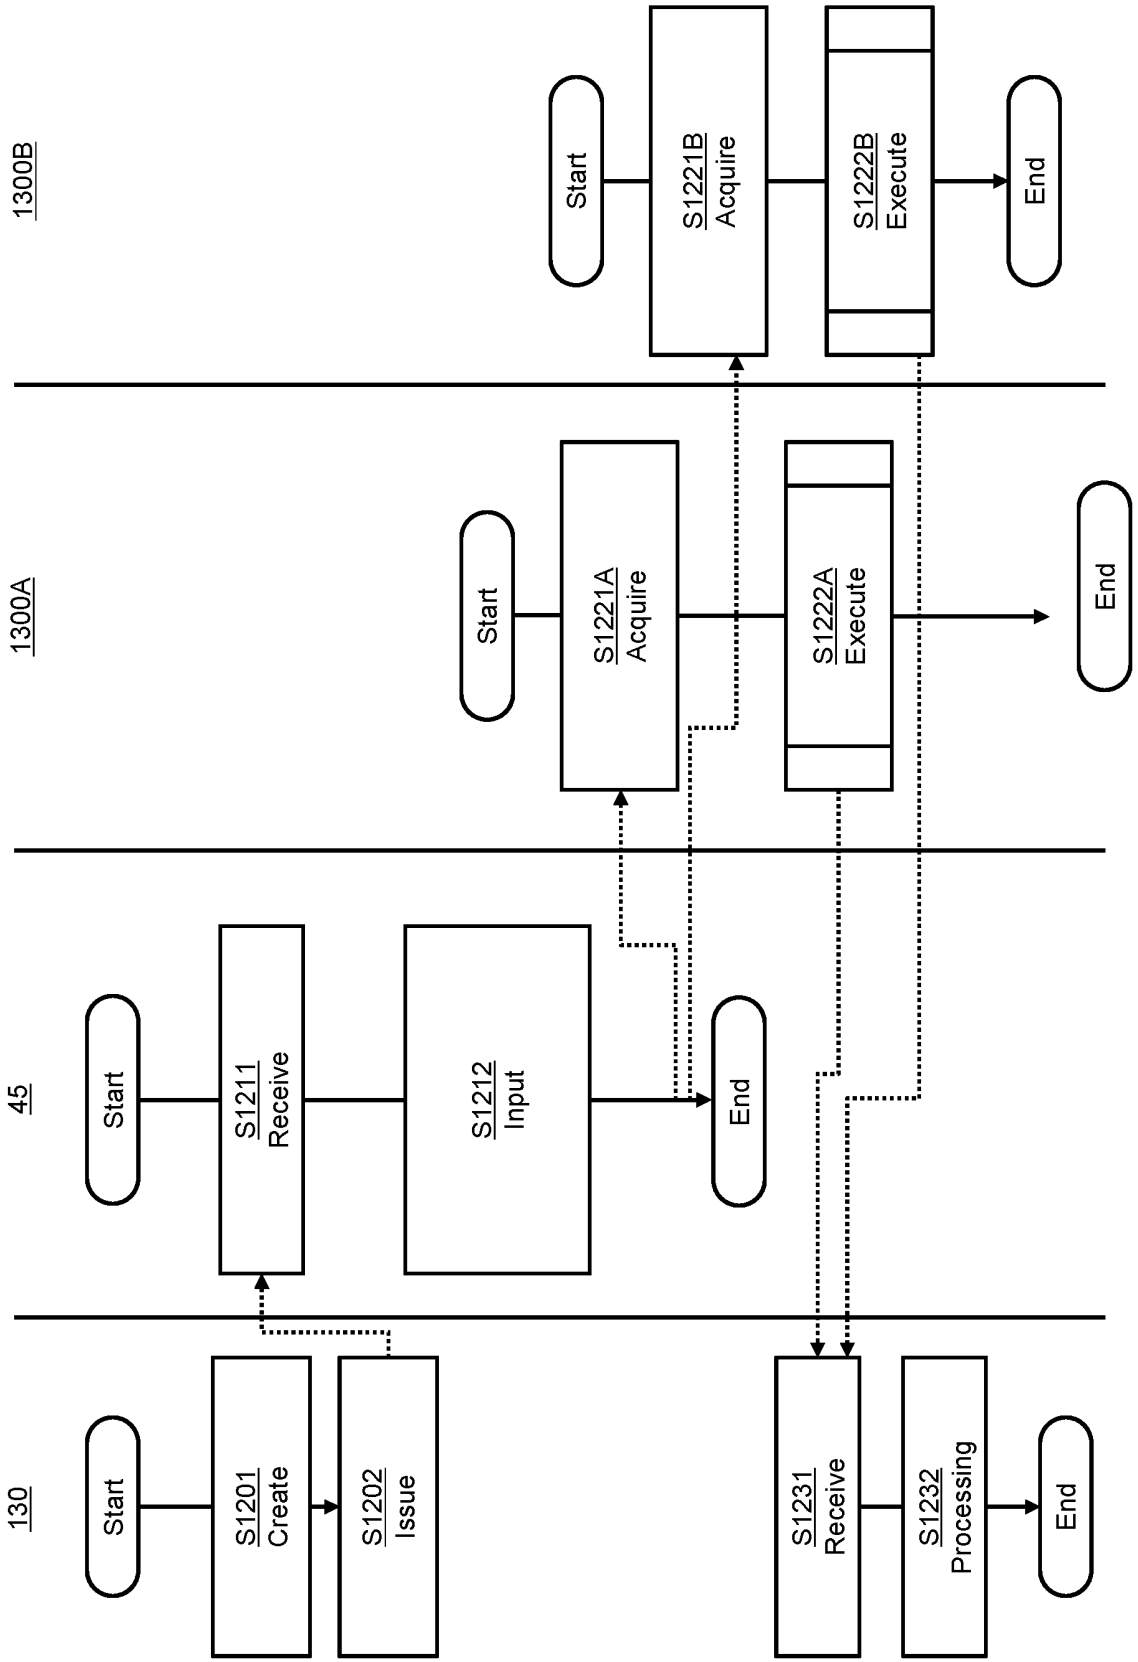 130
Start
S1201
Create
S1202
Issue
S1231
Receive
S1232
Processing
End
45
Start
S1211
Receive
S1212
Input
End
1300A
Start
S1221A
Acquire
S1222A
Execute
End
1300B
Start
S1221B
Acquire
S1222B
Execute
End